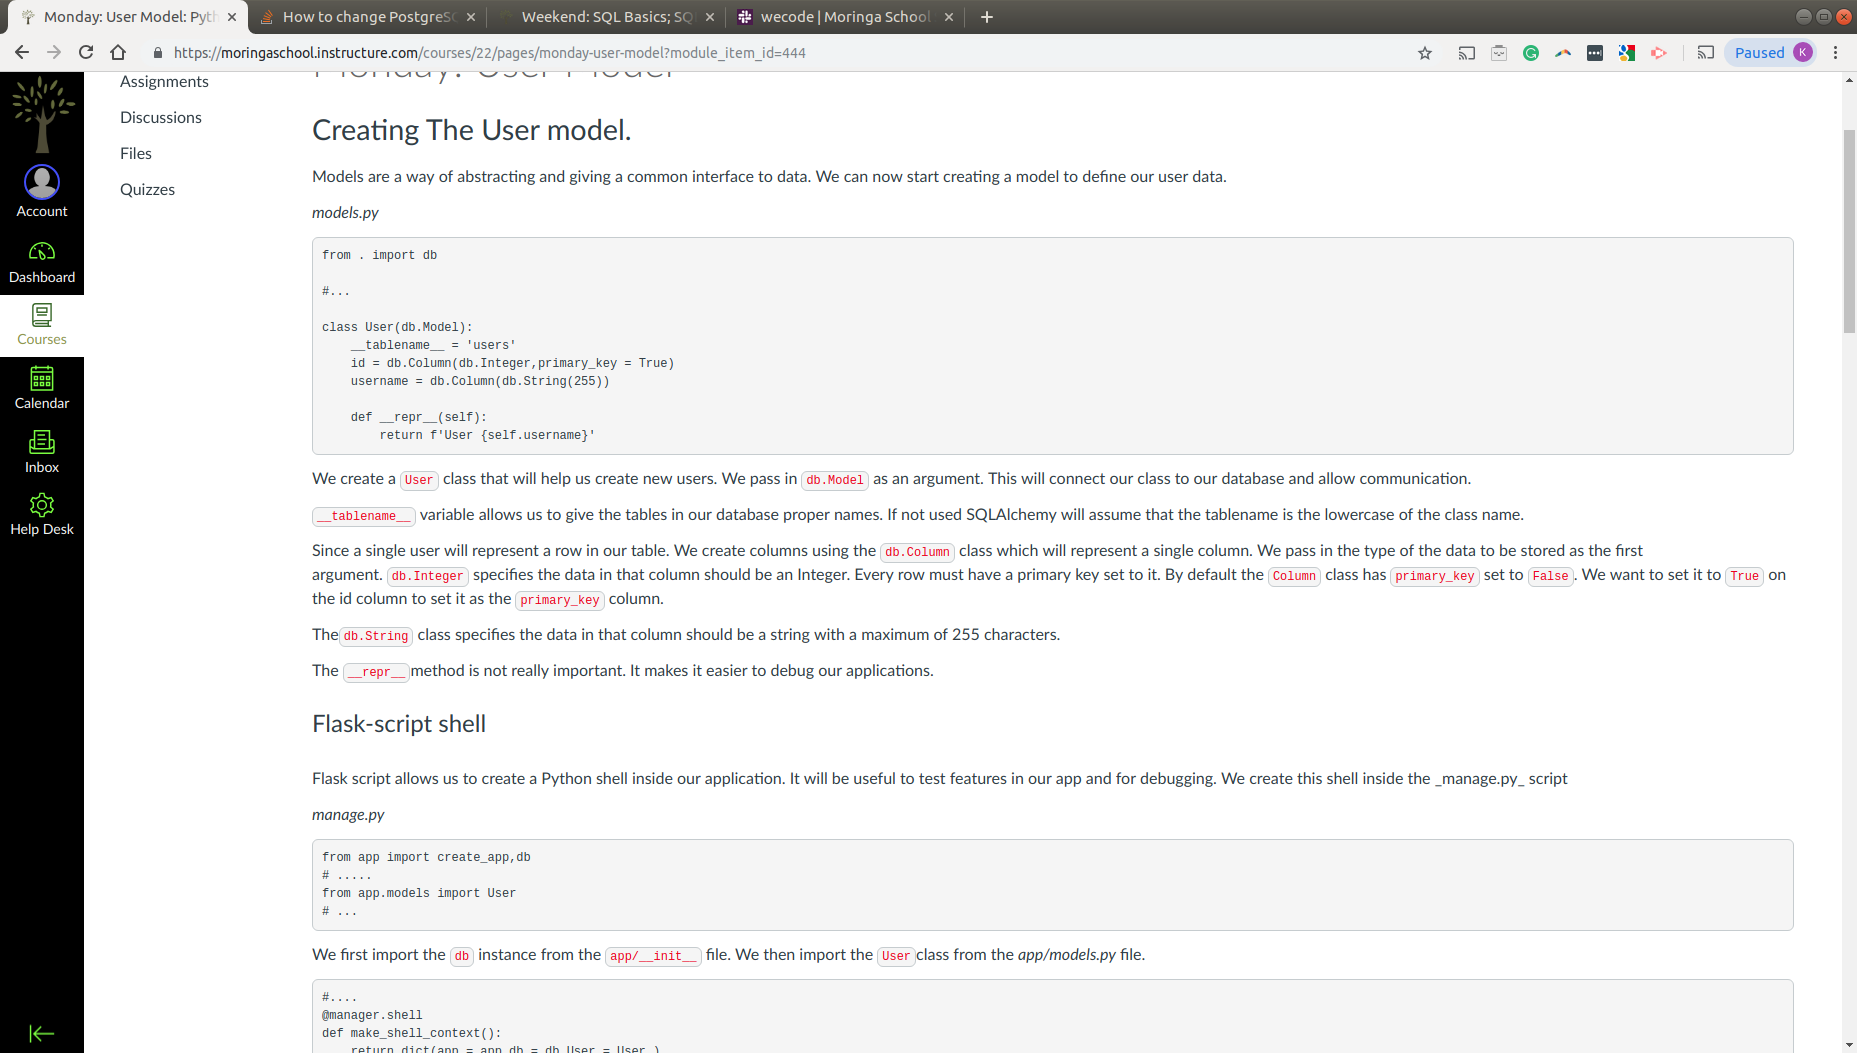 Monday: User Model: Pyth
How to change PostgreSQ
Weekend: SQL Basics; SQ
wecode | Moringa School
https://moringaschool.instructure.com/courses/22/pages/monday-user-model?module_item_id=444
Paused K
Account
Dashboard
Courses
Calendar
Inbox
Help Desk
Assignments
Discussions
Files
Quizzes
Monday: User Model
Creating The User model.
Models are a way of abstracting and giving a common interface to data. We can now start creating a model to define our user data.
models.py
from . import db
#...
class User(db.Model):
    __tablename__ = 'users'
    id = db.Column(db.Integer,primary_key = True)
    username = db.Column(db.String(255))
    def __repr__(self):
        return f'User {self.username}'
We create a User class that will help us create new users. We pass in db.Model as an argument. This will connect our class to our database and allow communication.
__tablename__ variable allows us to give the tables in our database proper names. If not used SQLAlchemy will assume that the tablename is the lowercase of the class name.
Since a single user will represent a row in our table. We create columns using the db.Column class which will represent a single column. We pass in the type of the data to be stored as the first
argument. db.Integer specifies the data in that column should be an Integer. Every row must have a primary key set to it. By default the Column class has primary_key set to False. We want to set it to True on
the id column to set it as the primary_key column.
The db.String class specifies the data in that column should be a string with a maximum of 255 characters.
The __repr__ method is not really important. It makes it easier to debug our applications.
Flask-script shell
Flask script allows us to create a Python shell inside our application. It will be useful to test features in our app and for debugging. We create this shell inside the _manage.py_ script
manage.py
from app import create_app,db
# .....
from app.models import User
# ...
We first import the db instance from the app/__init__ file. We then import the User class from the app/models.py file.
#....
@manager.shell
def make_shell_context():
    return dict(app = app,db = db,User = User )